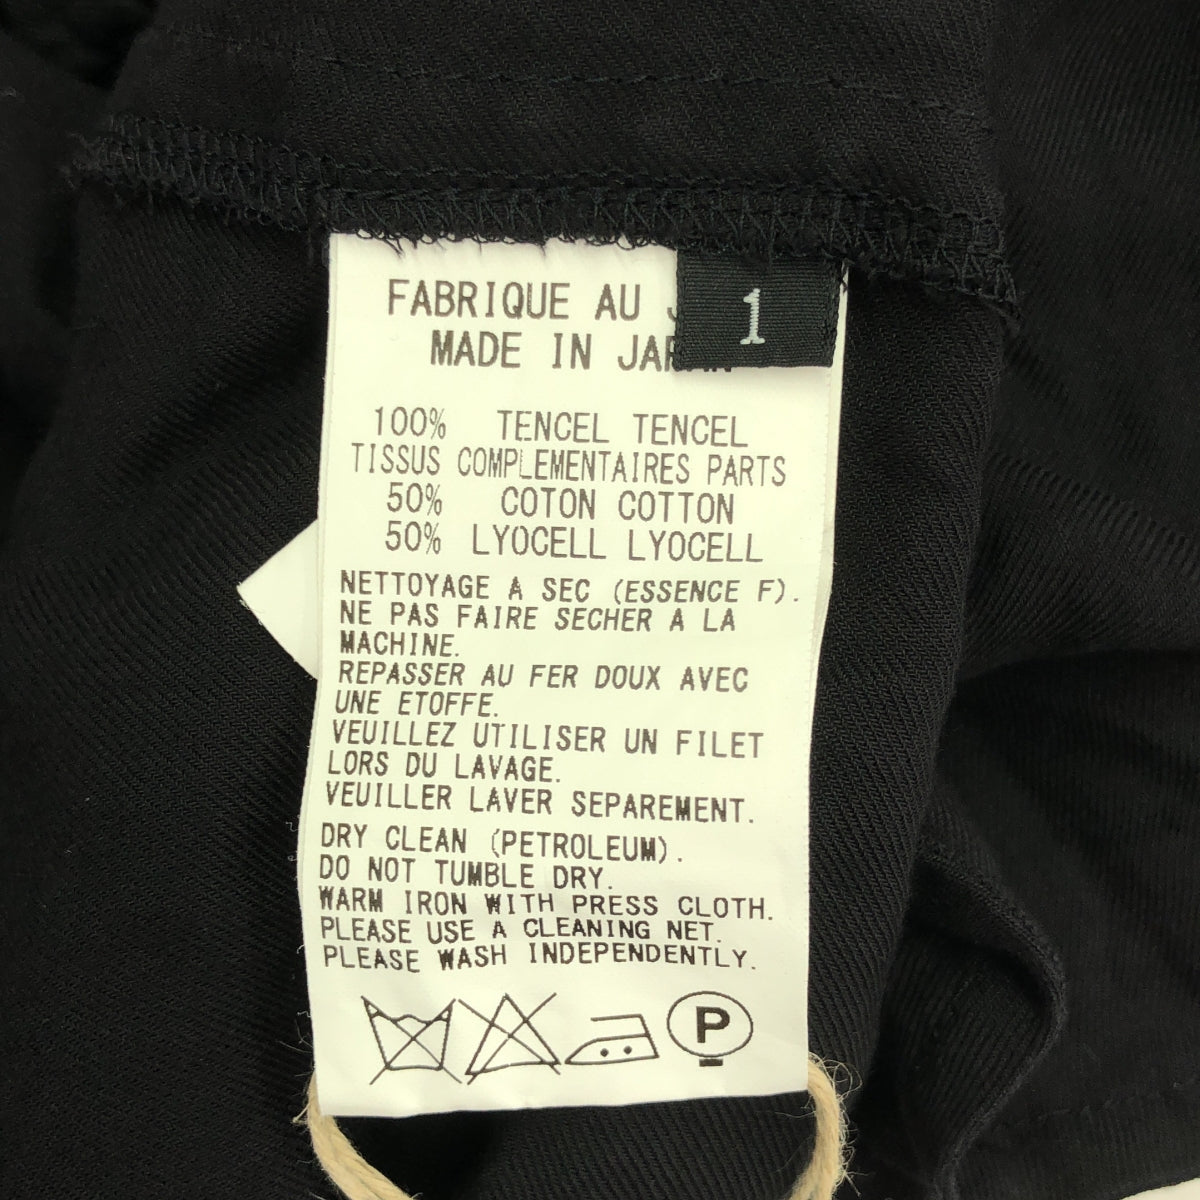 FABRIQUE AU
1
MADE IN JAPAN
100% TENCEL TENCEL
TISSUS COMPLEMENTAIRES PARTS
50% COTON COTTON
50% LYOCELL LYOCELL
NETTOYAGE A SEC (ESSENCE F).
NE PAS FAIRE SECHER A LA
MACHINE.
REPASSER AU FER DOUX AVEC
UNE ETOFFE.
VEUILLEZ UTILISER UN FILET
LORS DU LAVAGE.
VEUILLER LAVER SEPAREMENT.
DRY CLEAN (PETROLEUM).
DO NOT TUMBLE DRY.
WARM IRON WITH PRESS CLOTH.
PLEASE USE A CLEANING NET.
PLEASE WASH INDEPENDENTLY.
P